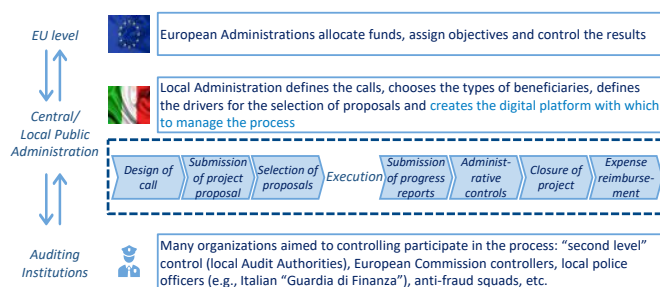 EU level
European Administrations allocate funds, assign objectives and control the results
Central/
Local Public
Administration
Local Administration defines the calls, chooses the types of beneficiaries, defines
the drivers for the selection of proposals and creates the digital platform with which
to manage the process
Design of
call
Submission
of project
proposal
Selection of
proposals
Execution
Submission
of progress
reports
Administ-
rative
controls
Closure of
project
Expense
reimburse-
ment
Auditing
Institutions
Many organizations aimed to controlling participate in the process: “second level”
control (local Audit Authorities), European Commission controllers, local police
officers (e.g., Italian “Guardia di Finanza”), anti-fraud squads, etc.